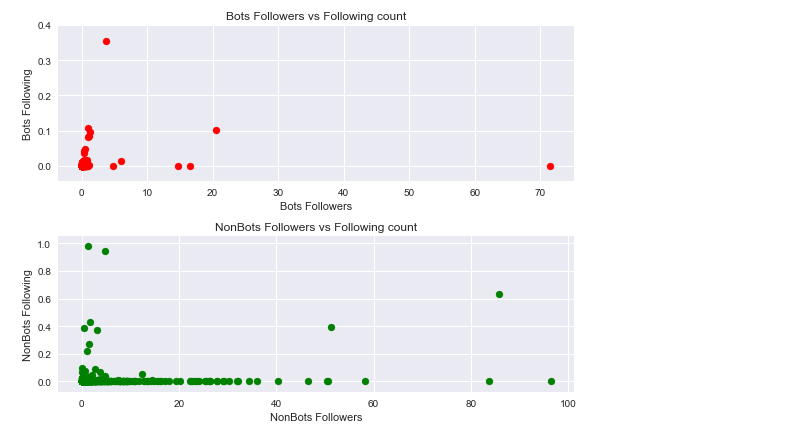 Bots Followers vs Following count
0.4
0.3
0.2
0.1
0.0
Bots Following
0 10 20 30 40 50 60 70
Bots Followers
NonBots Followers vs Following count
1.0
0.8
0.6
0.4
0.2
0.0
NonBots Following
0 20 40 60 80 100
NonBots Followers